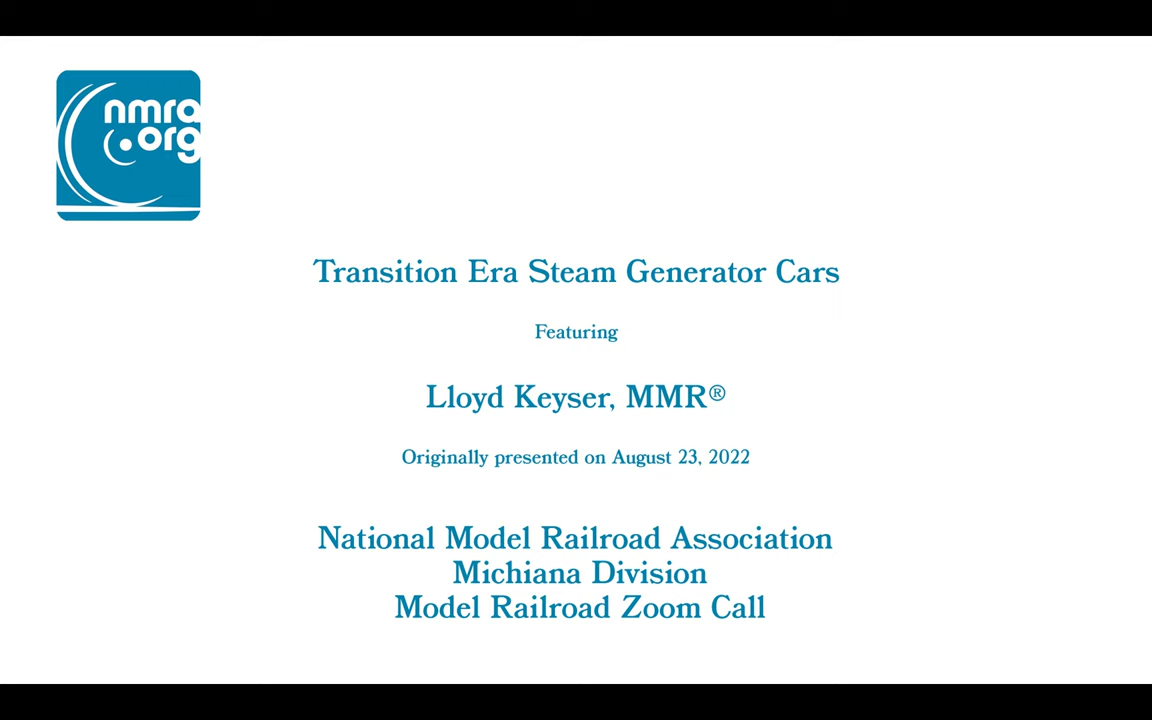 nmra
.org
Transition Era Steam Generator Cars
Featuring
Lloyd Keyser, MMR®
Originally presented on August 23, 2022
National Model Railroad Association
Michiana Division
Model Railroad Zoom Call